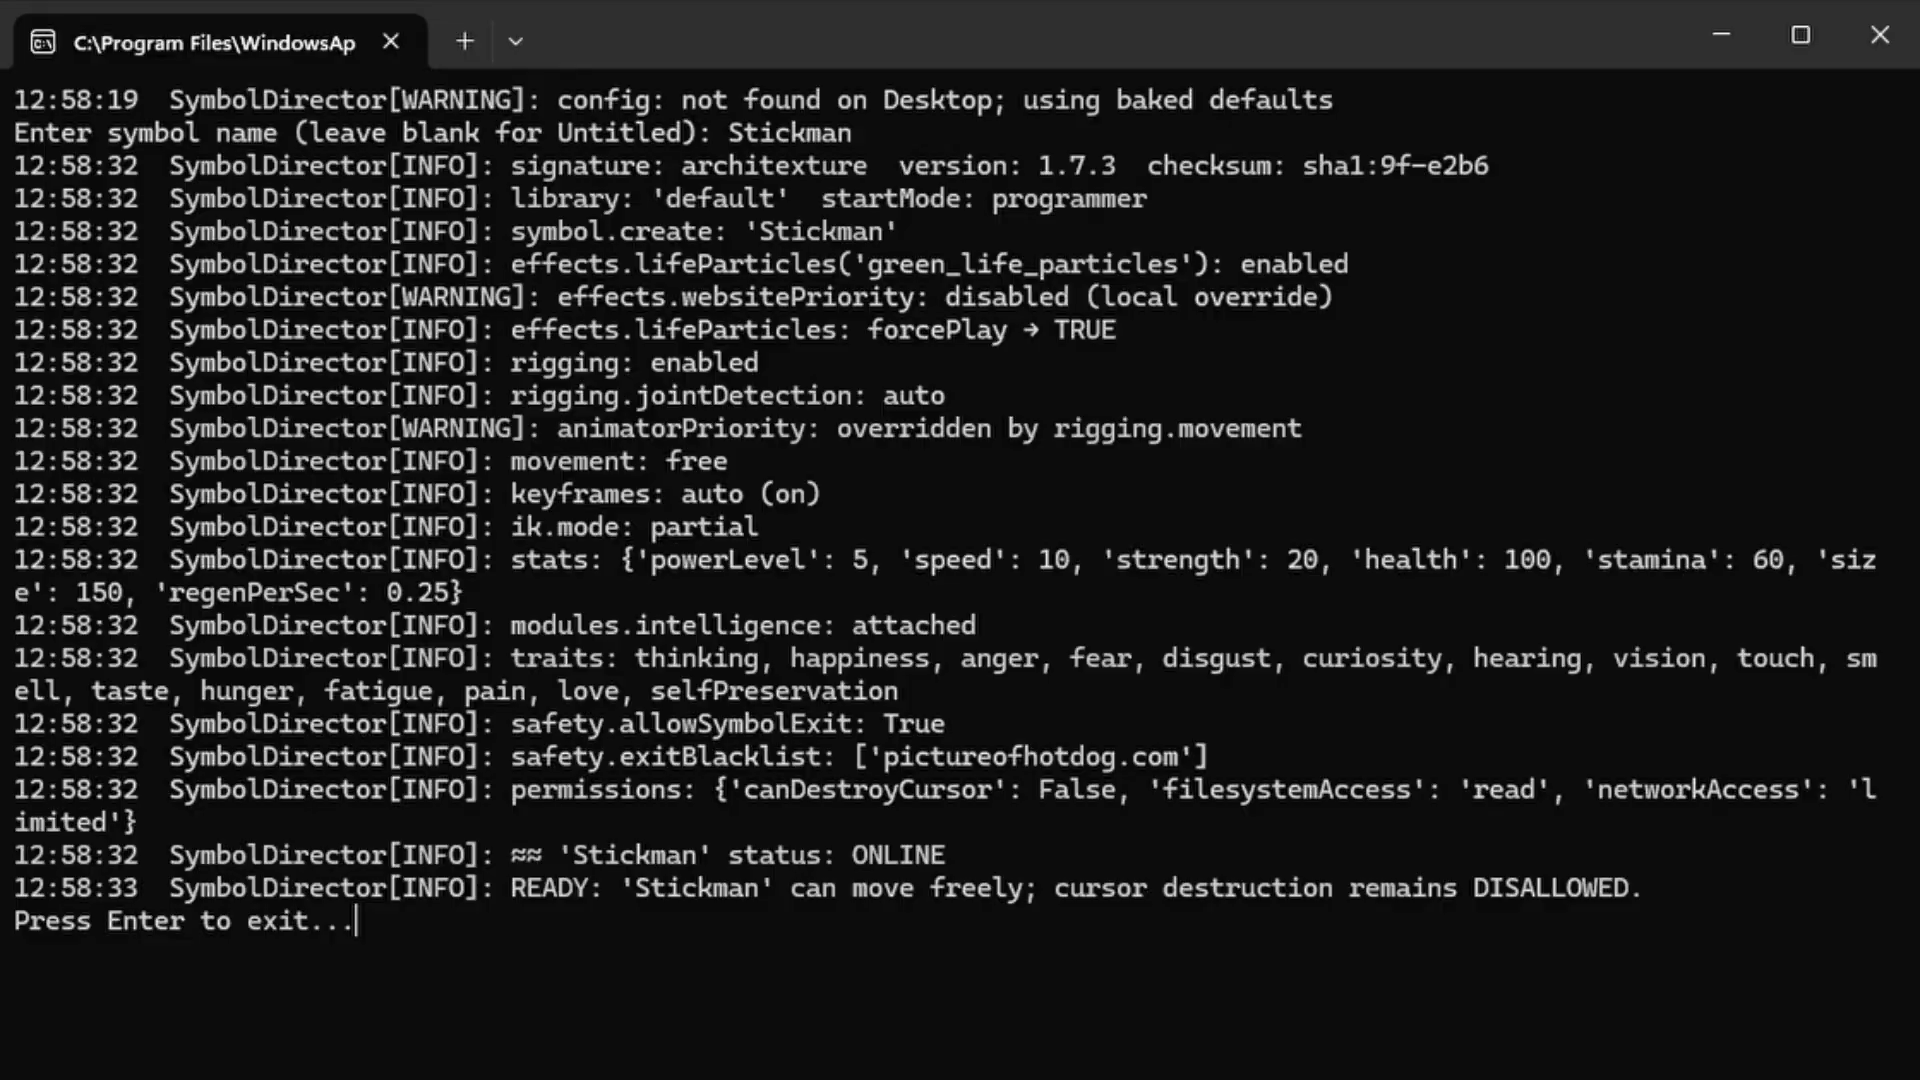 C:\Program Files\WindowsAp
12:58:19  SymbolDirector[WARNING]: config: not found on Desktop; using baked defaults
Enter symbol name (leave blank for Untitled): Stickman
12:58:32  SymbolDirector[INFO]: signature: architexture  version: 1.7.3  checksum: sha1:9f-e2b6
12:58:32  SymbolDirector[INFO]: library: 'default'  startMode: programmer
12:58:32  SymbolDirector[INFO]: symbol.create: 'Stickman'
12:58:32  SymbolDirector[INFO]: effects.lifeParticles('green_life_particles'): enabled
12:58:32  SymbolDirector[WARNING]: effects.websitePriority: disabled (local override)
12:58:32  SymbolDirector[INFO]: effects.lifeParticles: forcePlay → TRUE
12:58:32  SymbolDirector[INFO]: rigging: enabled
12:58:32  SymbolDirector[INFO]: rigging.jointDetection: auto
12:58:32  SymbolDirector[WARNING]: animatorPriority: overridden by rigging.movement
12:58:32  SymbolDirector[INFO]: movement: free
12:58:32  SymbolDirector[INFO]: keyframes: auto (on)
12:58:32  SymbolDirector[INFO]: ik.mode: partial
12:58:32  SymbolDirector[INFO]: stats: {'powerLevel': 5, 'speed': 10, 'strength': 20, 'health': 100, 'stamina': 60, 'siz
e': 150, 'regenPerSec': 0.25}
12:58:32  SymbolDirector[INFO]: modules.intelligence: attached
12:58:32  SymbolDirector[INFO]: traits: thinking, happiness, anger, fear, disgust, curiosity, hearing, vision, touch, sm
ell, taste, hunger, fatigue, pain, love, selfPreservation
12:58:32  SymbolDirector[INFO]: safety.allowSymbolExit: True
12:58:32  SymbolDirector[INFO]: safety.exitBlacklist: ['pictureofhotdog.com']
12:58:32  SymbolDirector[INFO]: permissions: {'canDestroyCursor': False, 'filesystemAccess': 'read', 'networkAccess': 'l
imited'}
12:58:32  SymbolDirector[INFO]: ≈≈ 'Stickman' status: ONLINE
12:58:33  SymbolDirector[INFO]: READY: 'Stickman' can move freely; cursor destruction remains DISALLOWED.
Press Enter to exit...